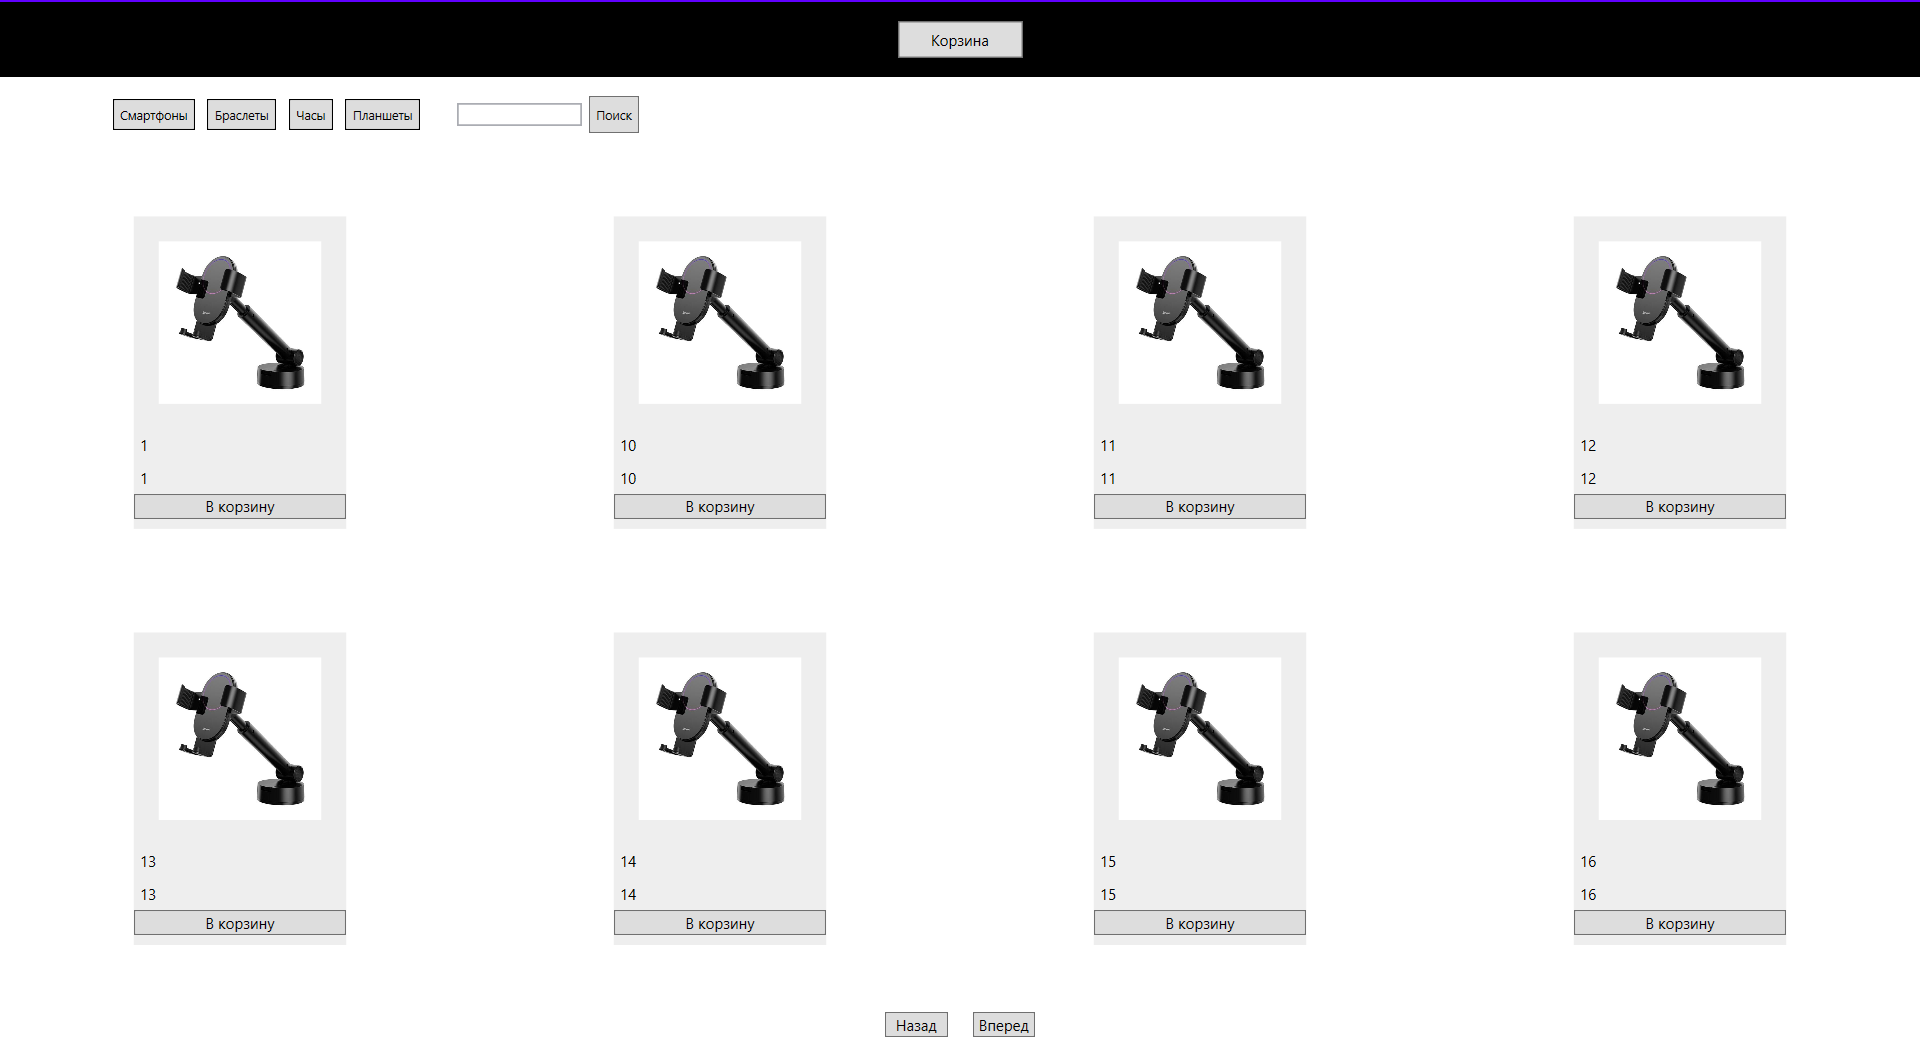 Корзина
Смартфоны Браслеты Часы Планшеты Поиск
1 10 11 12
1 10 11 12
В корзину В корзину В корзину В корзину
13 14 15 16
13 14 15 16
В корзину В корзину В корзину В корзину
Назад Вперед